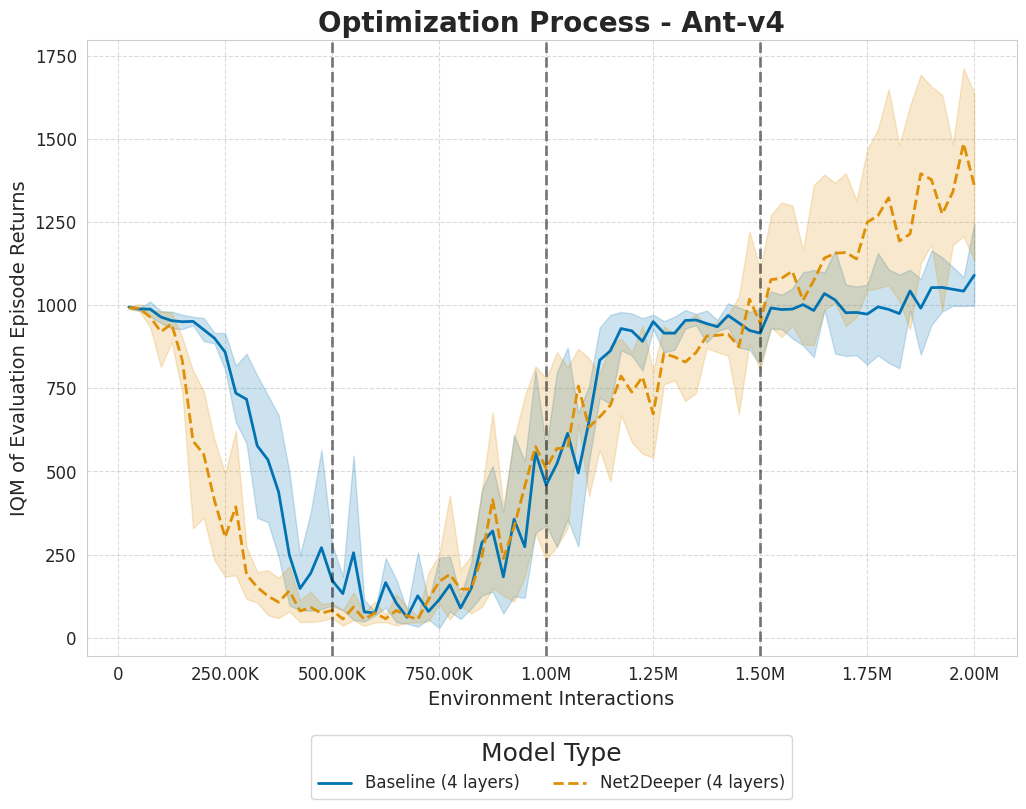 Optimization Process - Ant-v4
IQM of Evaluation Episode Returns
1750
1500
1250
1000
750
500
250
0
0 250.00K 500.00K 750.00K 1.00M 1.25M 1.50M 1.75M 2.00M
Environment Interactions
Model Type
Baseline (4 layers) Net2Deeper (4 layers)